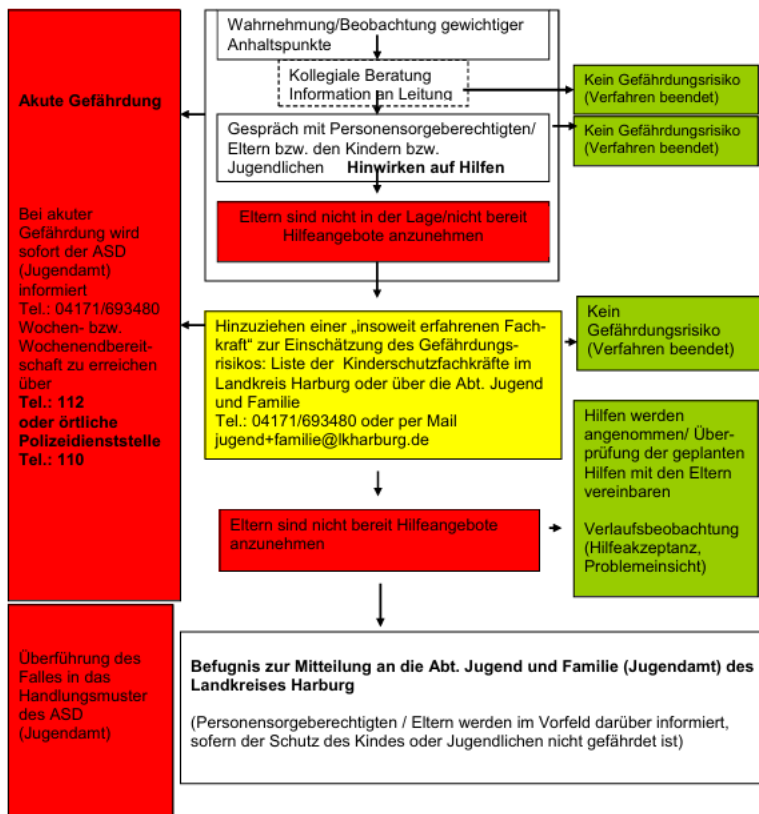 Wahrnehmung/Beobachtung gewichtiger
Anhaltspunkte
Kollegiale Beratung
Information an Leitung
Kein Gefährdungsrisiko
(Verfahren beendet)
Akute Gefährdung
Gespräch mit Personensorgeberechtigten/
Eltern bzw. den Kindern bzw.
Jugendlichen Hinwirken auf Hilfen
Kein Gefährdungsrisiko
(Verfahren beendet)
Eltern sind nicht in der Lage/nicht bereit
Hilfeangebote anzunehmen
Bei akuter
Gefährdung wird
sofort der ASD
(Jugendamt)
informiert
Tel.: 04171/693480
Wochen- bzw.
Wochenendbereit-
schaft zu erreichen
über
Tel.: 112
oder örtliche
Polizeidienststelle
Tel.: 110
Hinzuziehen einer „insoweit erfahrenen Fach-
kraft“ zur Einschätzung des Gefährdungs-
risikos: Liste der Kinderschutzfachkräfte im
Landkreis Harburg oder über die Abt. Jugend
und Familie
Tel.: 04171/693480 oder per Mail
jugend+familie@lkharburg.de
Kein
Gefährdungsrisiko
(Verfahren beendet)
Hilfen werden
angenommen/ Über-
prüfung der geplanten
Hilfen mit den Eltern
vereinbaren
Verlaufsbeobachtung
(Hilfeakzeptanz,
Problemeinsicht)
Eltern sind nicht bereit Hilfeangebote
anzunehmen
Überführung des
Falles in das
Handlungsmuster
des ASD
(Jugendamt)
Befugnis zur Mitteilung an die Abt. Jugend und Familie (Jugendamt) des
Landkreises Harburg
(Personensorgeberechtigten / Eltern werden im Vorfeld darüber informiert,
sofern der Schutz des Kindes oder Jugendlichen nicht gefährdet ist)